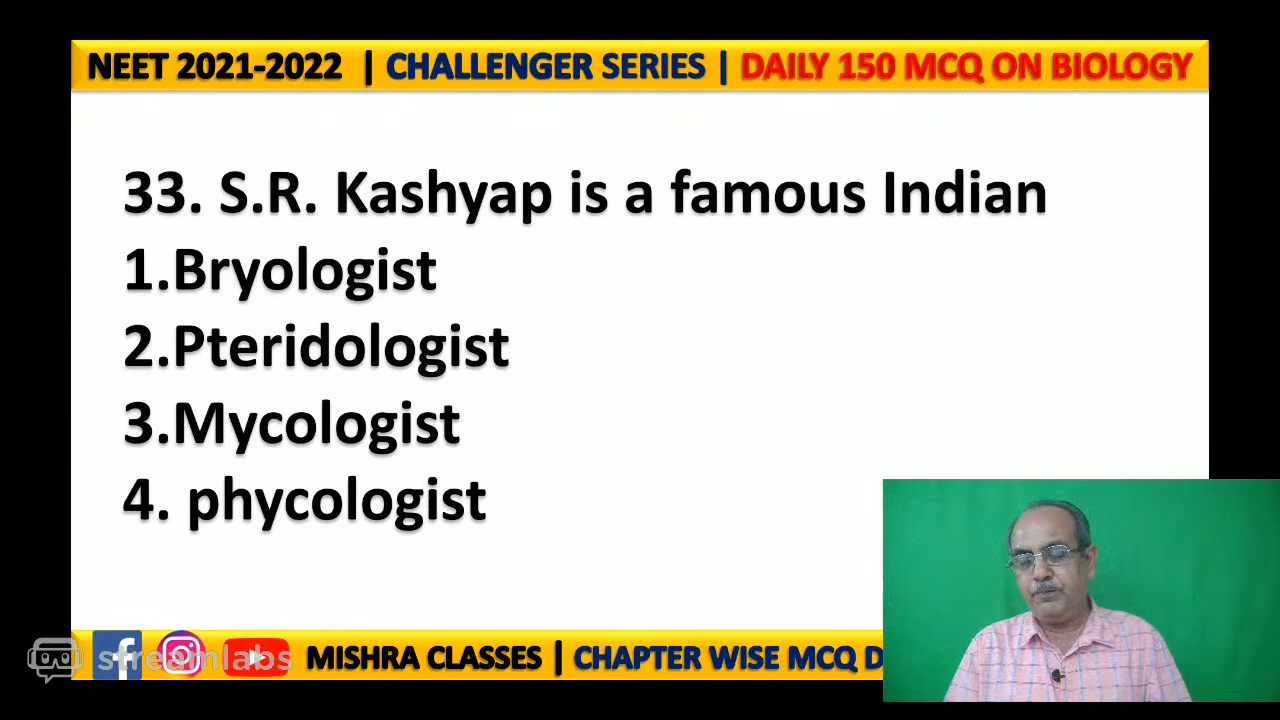 NEET 2021-2022 | CHALLENGER SERIES | DAILY 150 MCQ ON BIOLOGY
33. S.R. Kashyap is a famous Indian
1.Bryologist
2.Pteridologist
3.Mycologist
4. phycologist
streamlabs
MISHRA CLASSES | CHAPTER WISE MCQ D